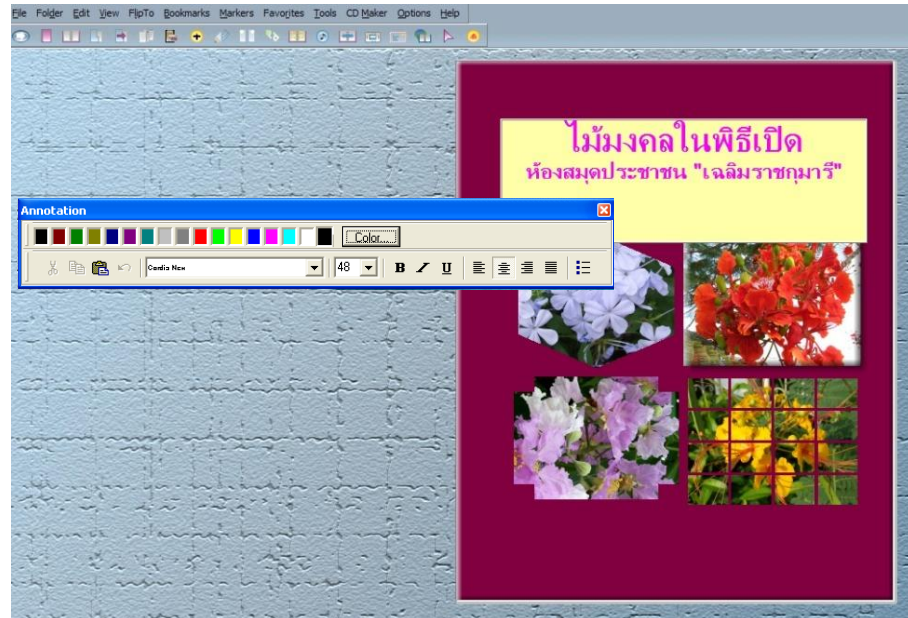 File Folder Edit View FlipTo Bookmarks Markers Favorites Tools CD Maker Options Help
ไม้มงคลในพิธีเปิด
ห้องสมุดประชาชน "เฉลิมราชกุมารี"
Annotation
Color...
Cordia New 48 B I U